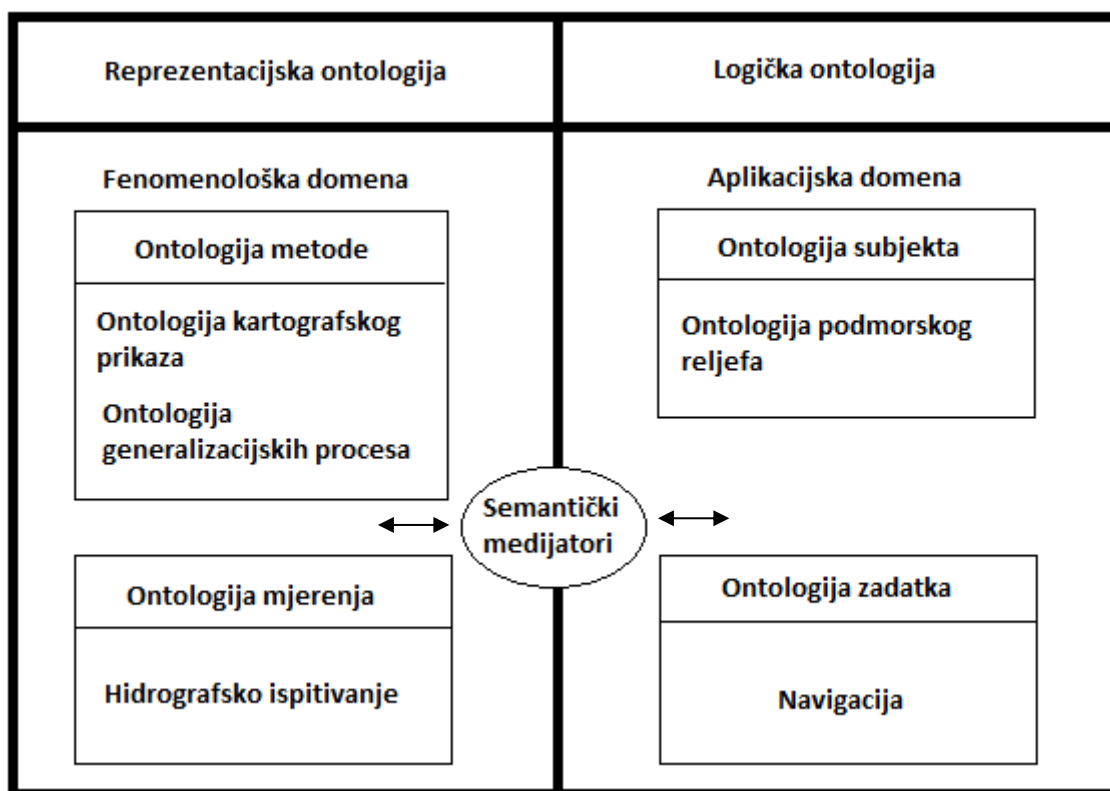 Reprezentacijska ontologija
Logička ontologija
Fenomenološka domena
Ontologija metode
Ontologija kartografskog
prikaza
Ontologija
generalizacijskih procesa
Ontologija mjerenja
Hidrografsko ispitivanje
Semantički
medijatori
Aplikacijska domena
Ontologija subjekta
Ontologija podmorskog
reljefa
Ontologija zadatka
Navigacija